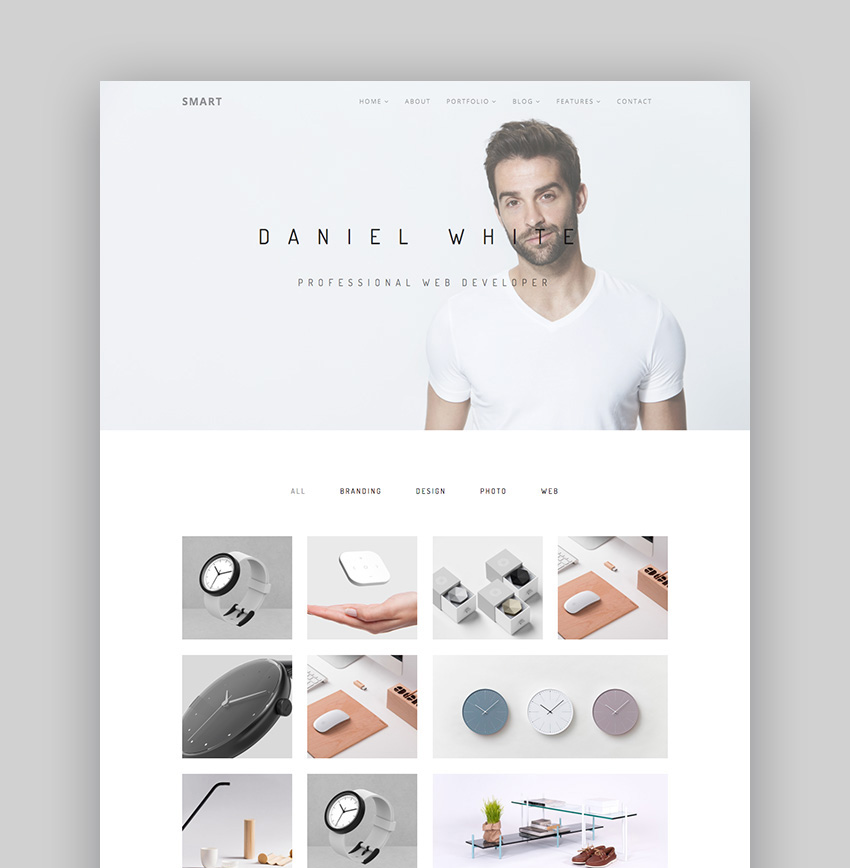 SMART HOME ABOUT PORTFOLIO BLOG FEATURES CONTACT
DANIEL WHITE
PROFESSIONAL WEB DEVELOPER
ALL BRANDING DESIGN PHOTO WEB